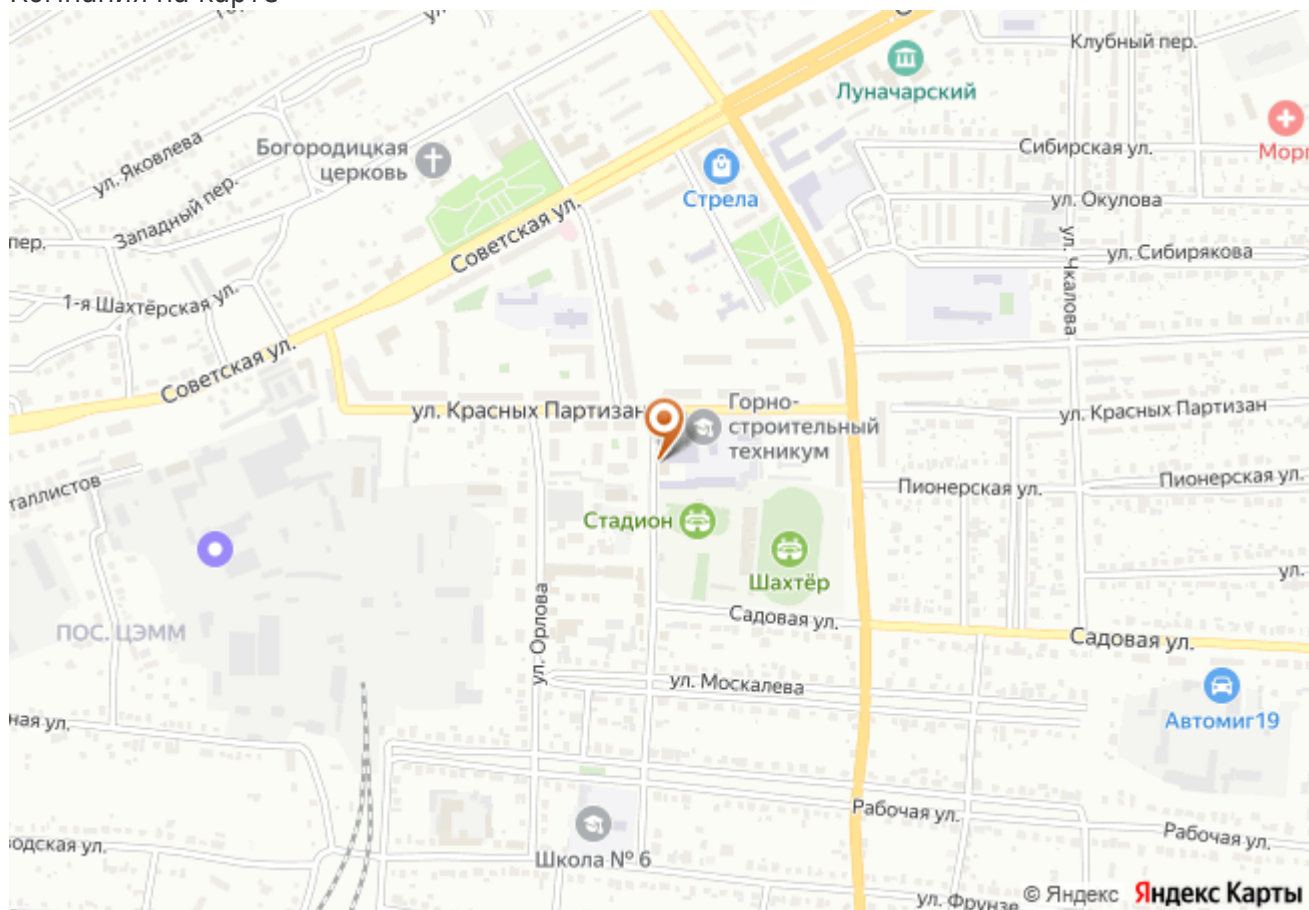 Клубный пер.
Луначарский
Богородицкая
церковь
ул. Яковлева
Сибирская ул.
Морг
Западный пер.
Стрела
ул. Окулова
пер.
Советская ул.
ул. Чкалова
ул. Сибирякова
1-я Шахтёрская ул.
Советская ул.
ул. Красных Партизан
Горно-
строительный
техникум
ул. Красных Партизан
Пионерская ул.
Пионерская ул.
Стадион
Шахтёр
ул.
ПОС. ЦЭММ
ул. Орлова
Садовая ул.
Садовая ул.
ул. Москалева
Автомиг19
ная ул.
Рабочая ул.
Рабочая ул.
одская ул.
Школа № 6
ул. Фрунзе
© Яндекс Яндекс Карты